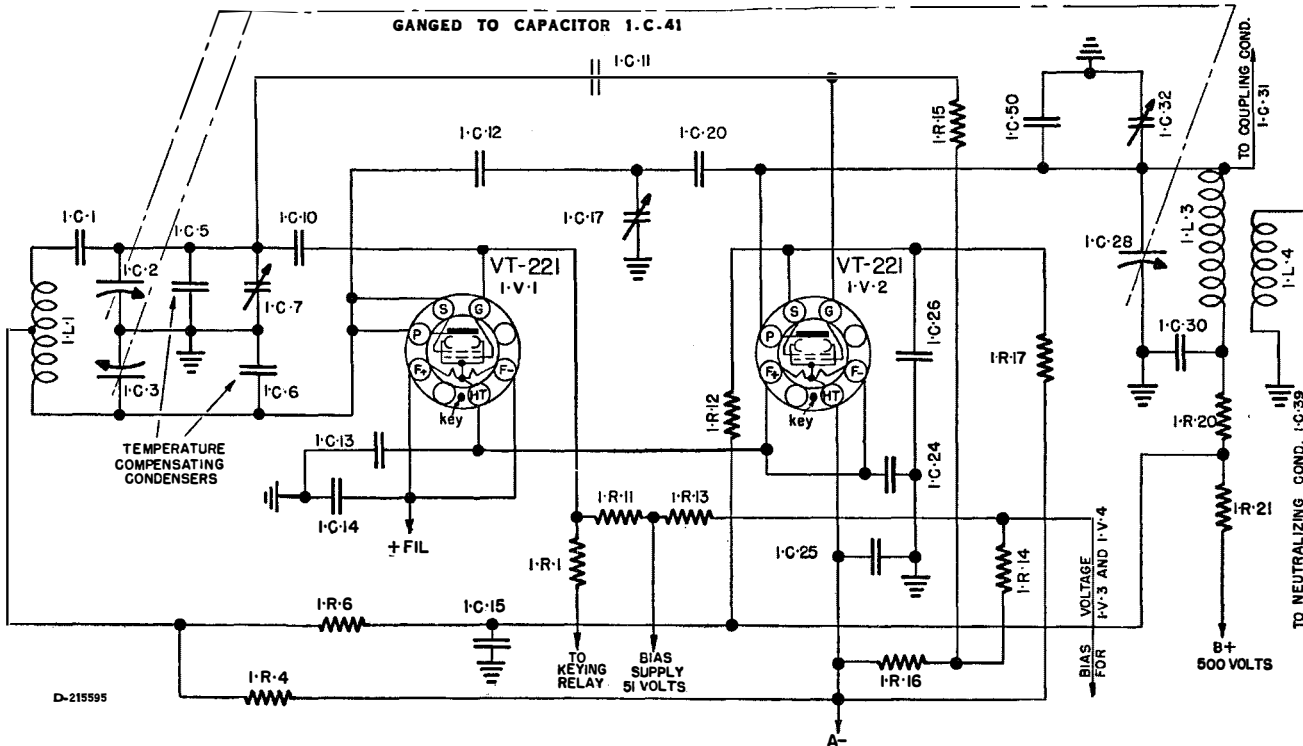 GANGED TO CAPACITOR 1.C.41
1·C·11
1·R·15
1·C·50
1·C·32
TO COUPLING COND.
1·C·31
1·C·12
1·C·20
1·C·17
1·C·1
1·C·5
1·C·10
1·C·2
1·C·7
1·L·1
1·C·3
1·C·6
TEMPERATURE
COMPENSATING
CONDENSERS
VT-221
1·V·1
S
G
P
F+
F-
HT
key
VT-221
1·V·2
S
G
P
F+
F-
HT
key
1·C·26
1·R·12
1·R·17
1·C·28
1·L·3
1·L·4
1·C·30
1·R·20
1·R·21
TO NEUTRALIZING COND. 1·C·39
1·C·13
1·C·14
±FIL
1·C·24
1·R·11
1·R·13
1·R·1
1·C·25
1·R·14
BIAS VOLTAGE
FOR 1·V·3 AND 1·V·4
1·R·6
1·C·15
TO
KEYING
RELAY
BIAS
SUPPLY
51 VOLTS
1·R·16
B+
500 VOLTS
1·R·4
D-215595
A-